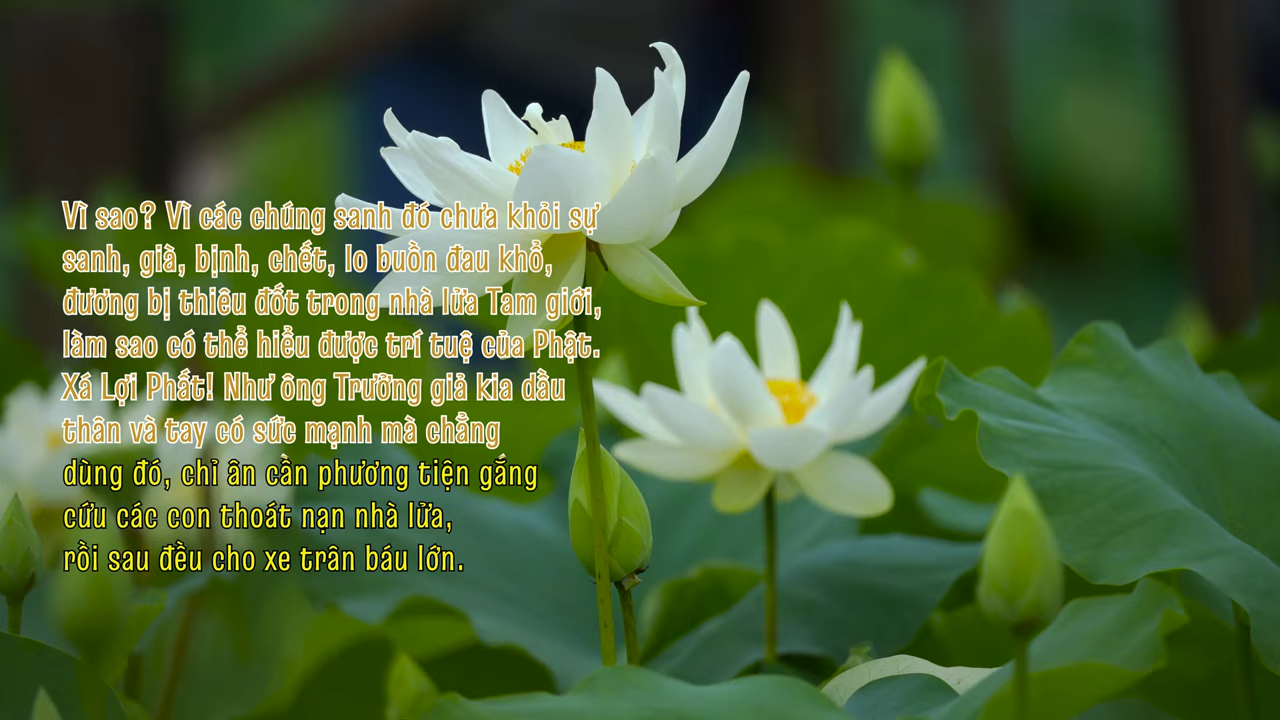 Vì sao? Vì các chúng sanh đó chưa khỏi sự
sanh, già, bịnh, chết, lo buồn đau khổ,
đương bị thiêu đốt trong nhà lửa Tam giới,
làm sao có thể hiểu được trí tuệ của Phật.
Xá Lợi Phất! Như ông Trưởng giả kia dầu
thân và tay có sức mạnh mà chẳng
dùng đó, chỉ ân cần phương tiện gắng
cứu các con thoát nạn nhà lửa,
rồi sau đều cho xe trân báu lớn.